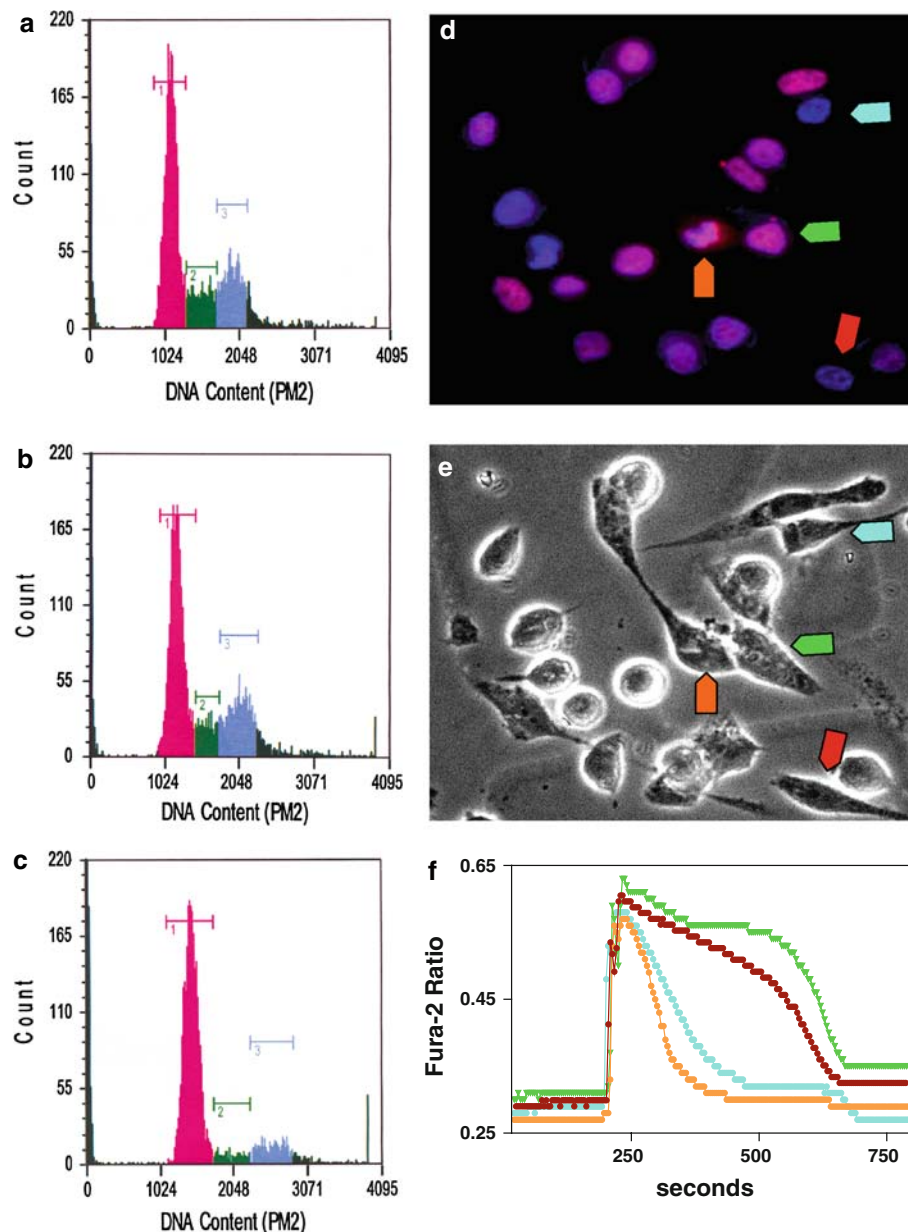 a
220
165
110
55
0
Count
1
2
3
0 1024 2048 3071 4095
DNA Content (PM2)
b
220
165
110
55
0
Count
1
2
3
0 1024 2048 3071 4095
DNA Content (PM2)
c
220
165
110
55
0
Count
1
2
3
0 1024 2048 3071 4095
DNA Content (PM2)
d
e
f
0.65
0.45
0.25
Fura-2 Ratio
250 500 750
seconds